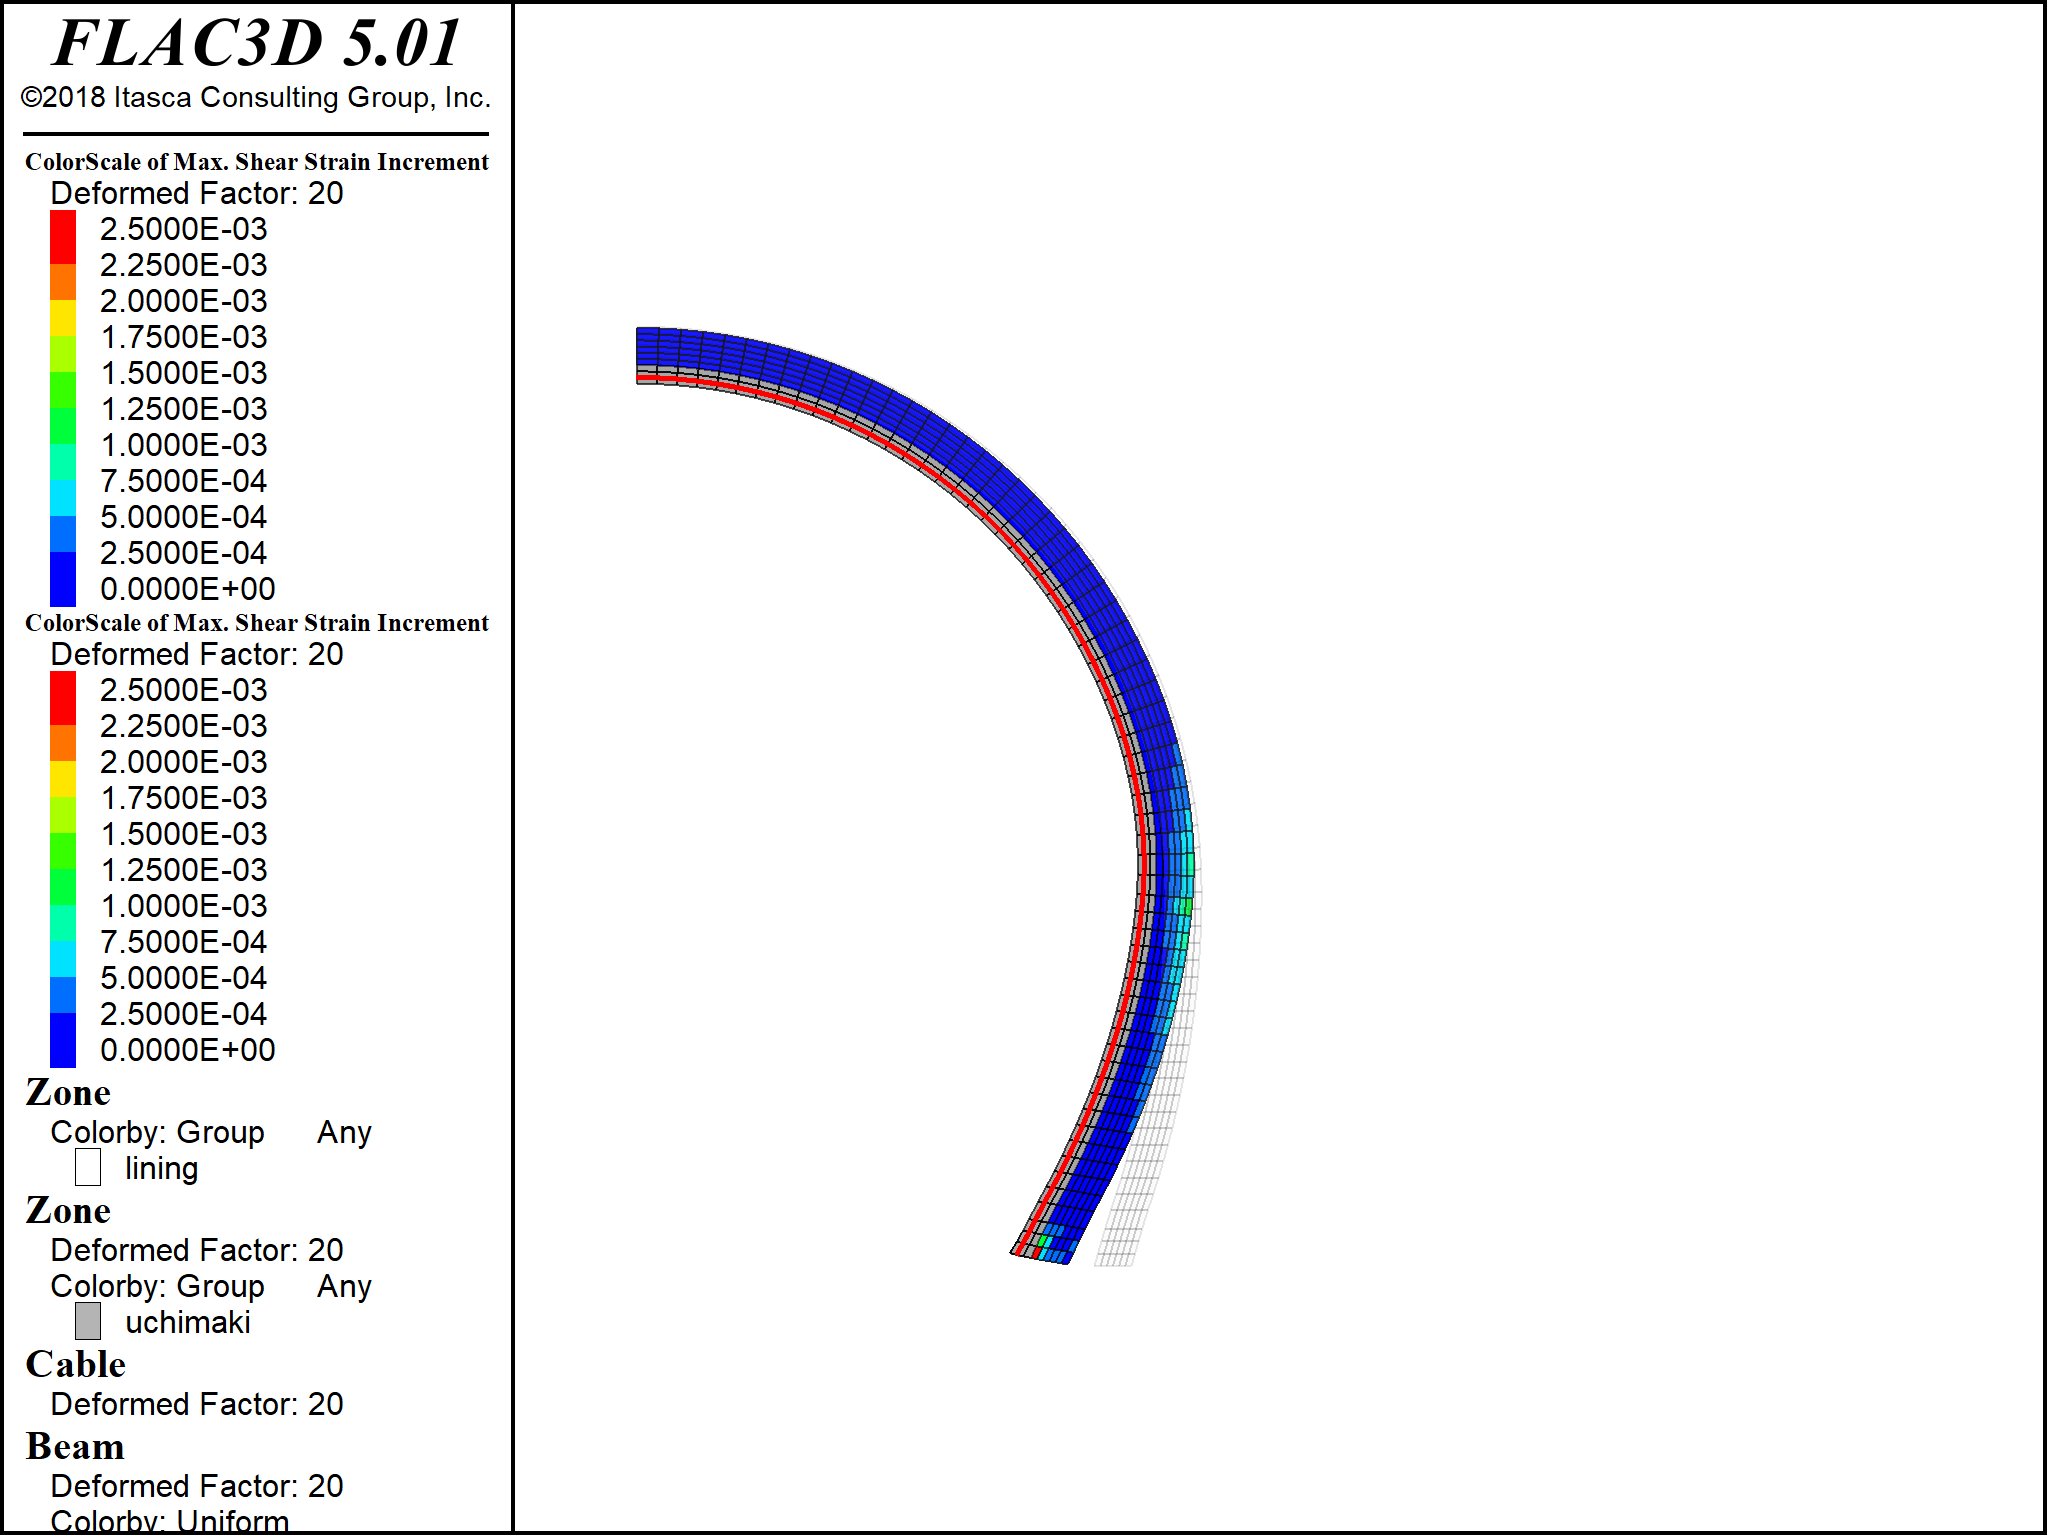 FLAC3D 5.01
©2018 Itasca Consulting Group, Inc.
ColorScale of Max. Shear Strain Increment
Deformed Factor: 20
2.5000E-03
2.2500E-03
2.0000E-03
1.7500E-03
1.5000E-03
1.2500E-03
1.0000E-03
7.5000E-04
5.0000E-04
2.5000E-04
0.0000E+00
ColorScale of Max. Shear Strain Increment
Deformed Factor: 20
2.5000E-03
2.2500E-03
2.0000E-03
1.7500E-03
1.5000E-03
1.2500E-03
1.0000E-03
7.5000E-04
5.0000E-04
2.5000E-04
0.0000E+00
Zone
Colorby: Group Any
lining
Zone
Deformed Factor: 20
Colorby: Group Any
uchimaki
Cable
Deformed Factor: 20
Beam
Deformed Factor: 20
Colorby: Uniform